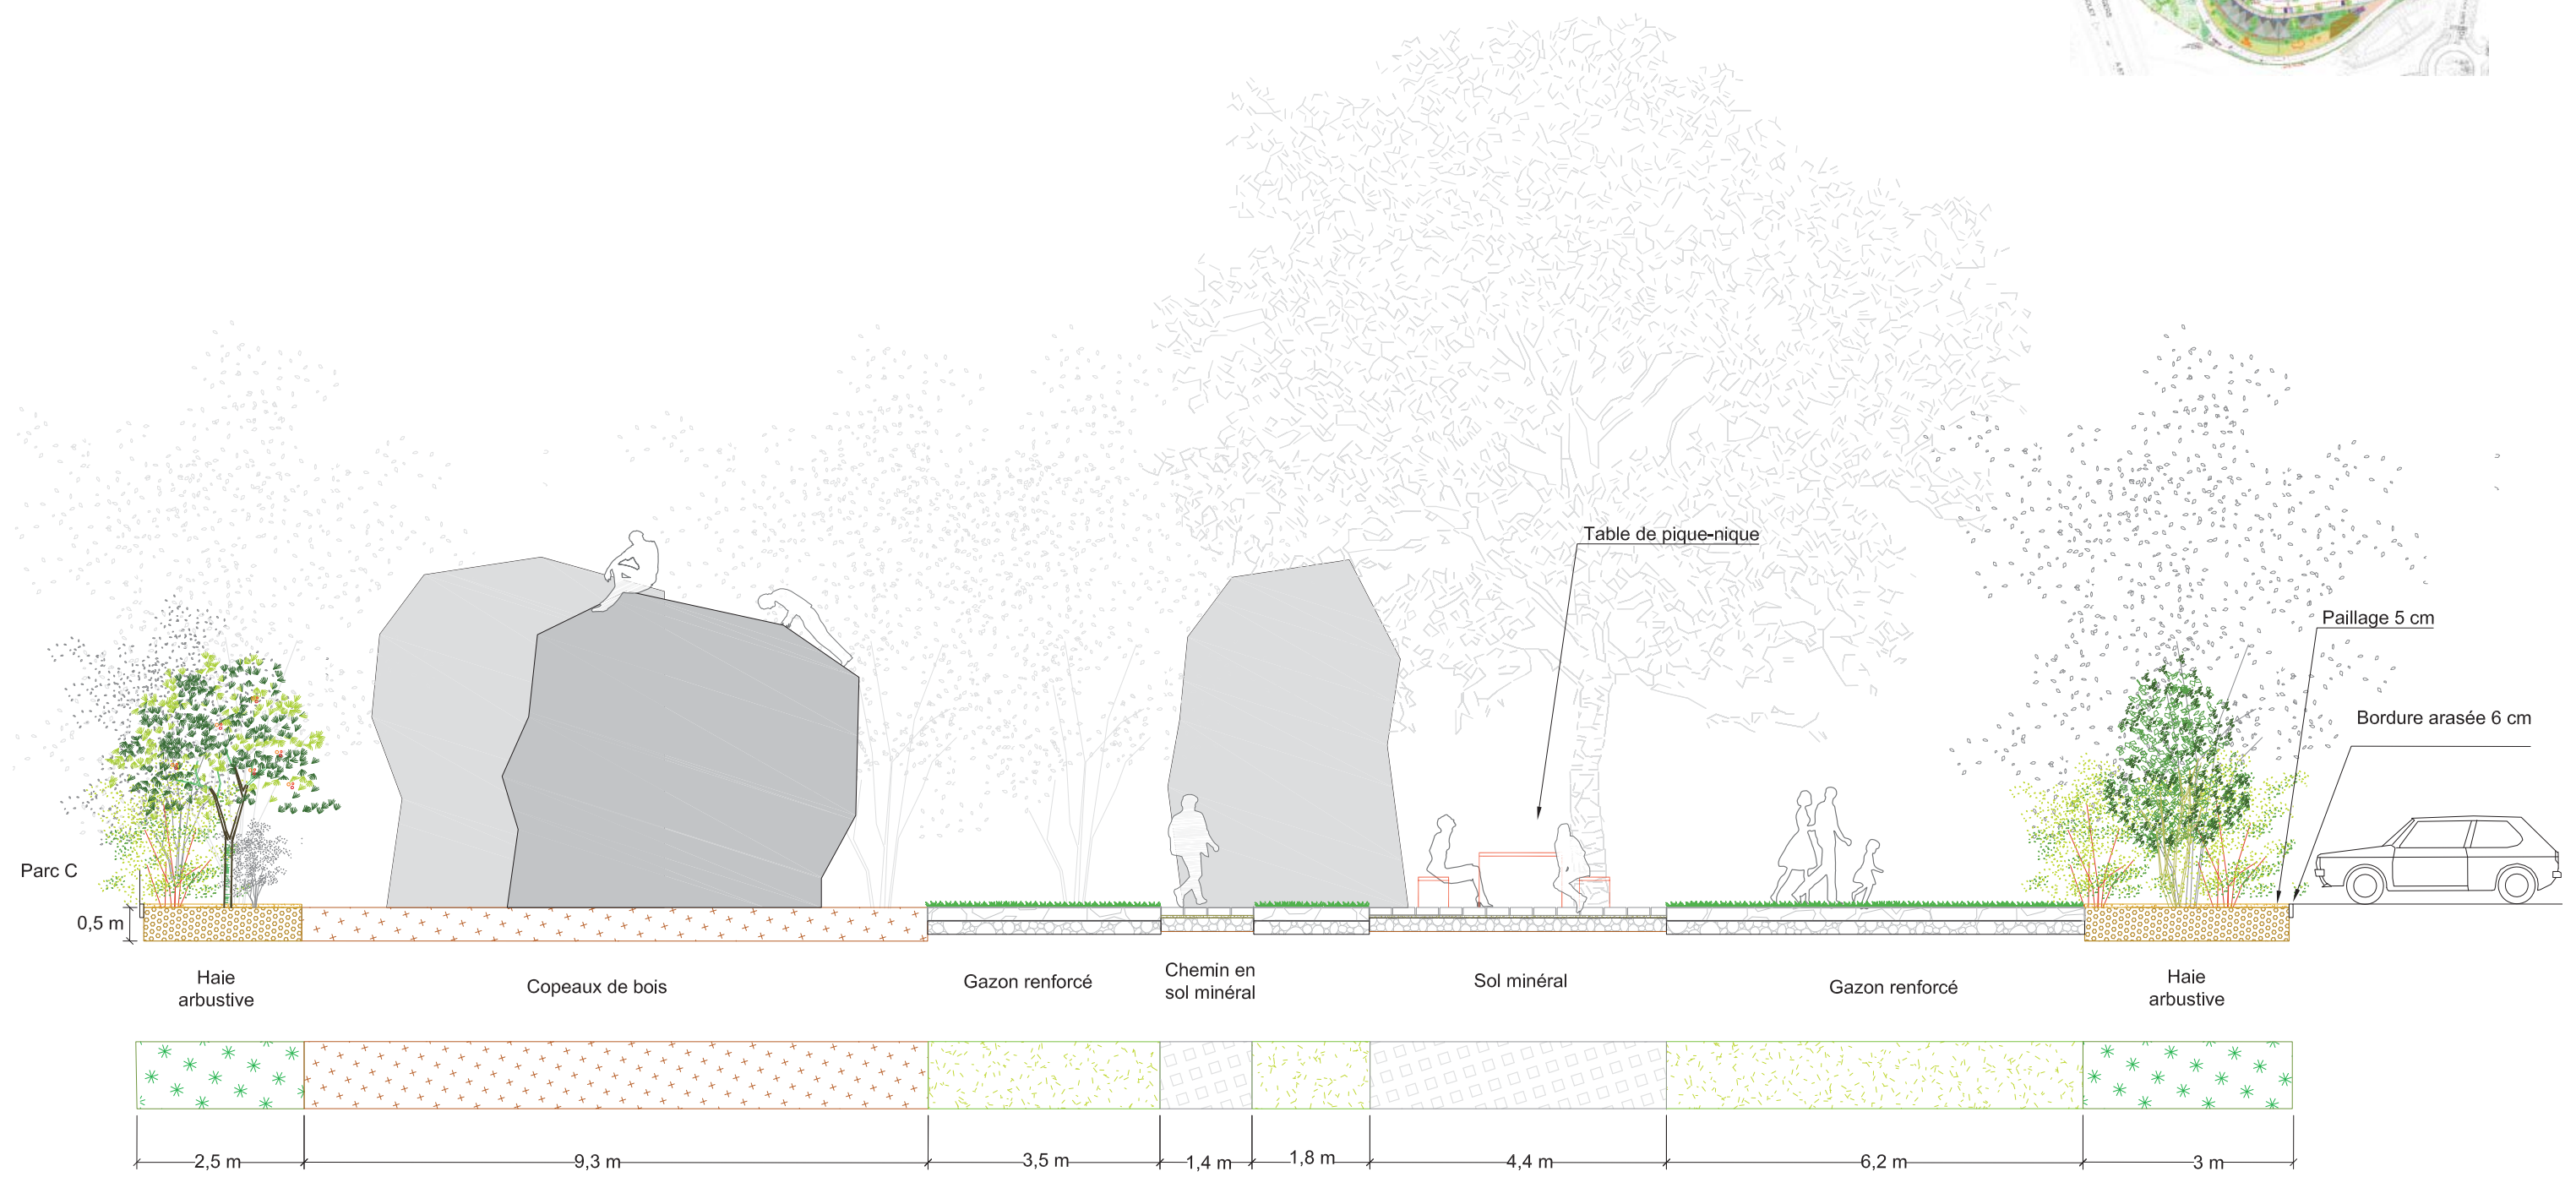 Table de pique-nique
Paillage 5 cm
Bordure arasée 6 cm
Parc C
0,5 m
Haie
arbustive
Copeaux de bois
Gazon renforcé
Chemin en
sol minéral
Sol minéral
Gazon renforcé
Haie
arbustive
2,5 m
9,3 m
3,5 m
1,4 m
1,8 m
4,4 m
6,2 m
3 m